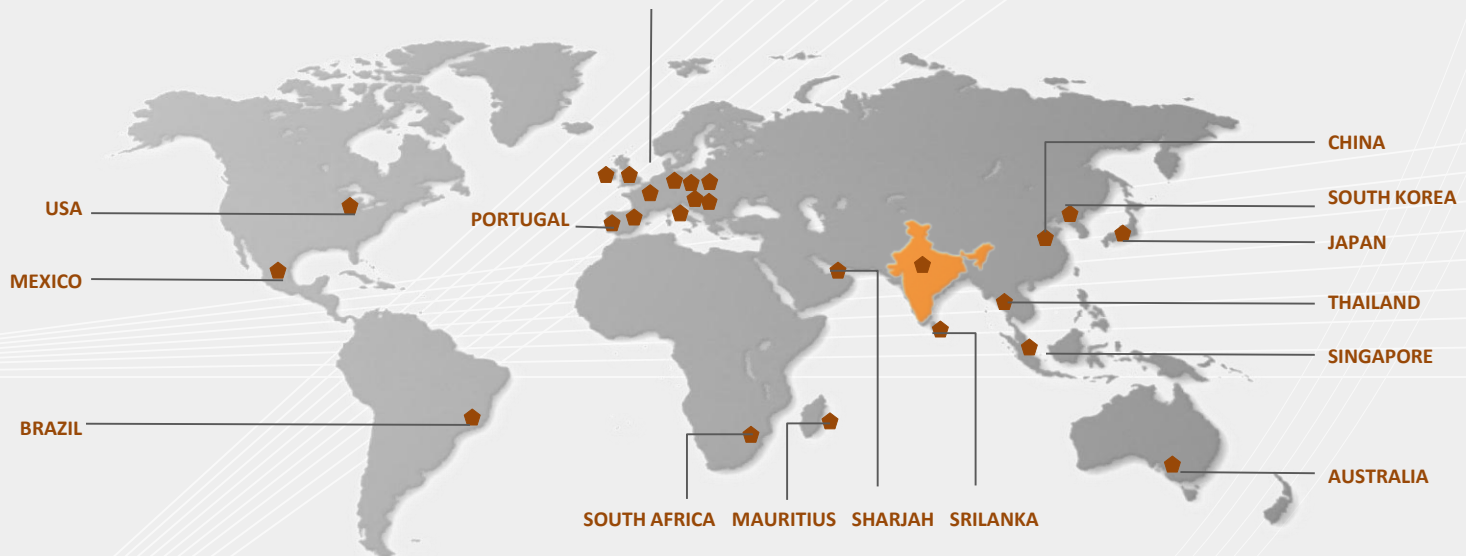 CHINA
SOUTH KOREA
USA
PORTUGAL
JAPAN
MEXICO
THAILAND
SINGAPORE
BRAZIL
AUSTRALIA
SOUTH AFRICA MAURITIUS SHARJAH SRILANKA